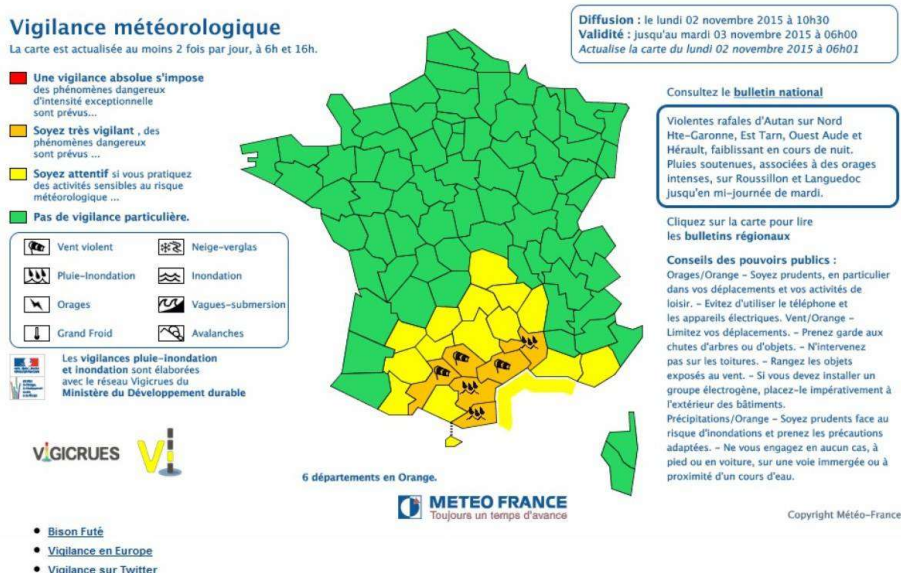 Vigilance météorologique
La carte est actualisée au moins 2 fois par jour, à 6h et 16h.
Une vigilance absolue s'impose
des phénomènes dangereux
d'intensité exceptionnelle
sont prévus...
Soyez très vigilant , des
phénomènes dangereux
sont prévus ...
Soyez attentif si vous pratiquez
des activités sensibles au risque
météorologique ...
Pas de vigilance particulière.
Vent violent
Neige-verglas
Pluie-Inondation
Inondation
Orages
Vagues-submersion
Grand Froid
Avalanches
Les vigilances pluie-inondation
et inondation sont élaborées
avec le réseau Vigicrues du
Ministère du Développement durable
VIGICRUES
6 départements en Orange.
METEO FRANCE
Toujours un temps d'avance
Diffusion : le lundi 02 novembre 2015 à 10h30
Validité : jusqu'au mardi 03 novembre 2015 à 06h00
Actualise la carte du lundi 02 novembre 2015 à 06h01
Consultez le bulletin national
Violentes rafales d'Autan sur Nord
Hte-Garonne, Est Tarn, Ouest Aude et
Hérault, faiblissant en cours de nuit.
Pluies soutenues, associées à des orages
intenses, sur Roussillon et Languedoc
jusqu'en mi-journée de mardi.
Cliquez sur la carte pour lire
les bulletins régionaux
Conseils des pouvoirs publics :
Orages/Orange - Soyez prudents, en particulier
dans vos déplacements et vos activités de
loisir. - Evitez d'utiliser le téléphone et
les appareils électriques. Vent/Orange -
Limitez vos déplacements. - Prenez garde aux
chutes d'arbres ou d'objets. - N'intervenez
pas sur les toitures. - Rangez les objets
exposés au vent. - Si vous devez installer un
groupe électrogène, placez-le impérativement à
l'extérieur des bâtiments.
Précipitations/Orange - Soyez prudents face au
risque d'inondations et prenez les précautions
adaptées. - Ne vous engagez en aucun cas, à
pied ou en voiture, sur une voie immergée ou à
proximité d'un cours d'eau.
Copyright Météo-France
Bison Futé
Vigilance en Europe
Vigilance sur Twitter